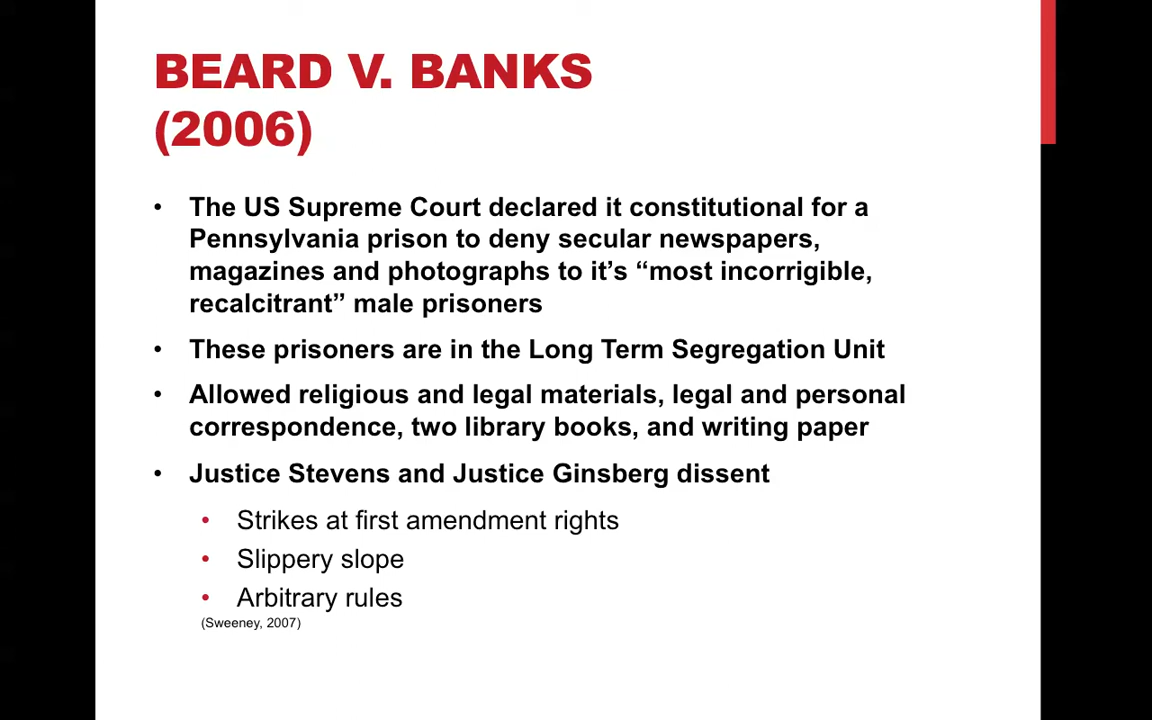 BEARD V. BANKS
(2006)
• The US Supreme Court declared it constitutional for a
Pennsylvania prison to deny secular newspapers,
magazines and photographs to it’s “most incorrigible,
recalcitrant” male prisoners
• These prisoners are in the Long Term Segregation Unit
• Allowed religious and legal materials, legal and personal
correspondence, two library books, and writing paper
• Justice Stevens and Justice Ginsberg dissent
• Strikes at first amendment rights
• Slippery slope
• Arbitrary rules
(Sweeney, 2007)